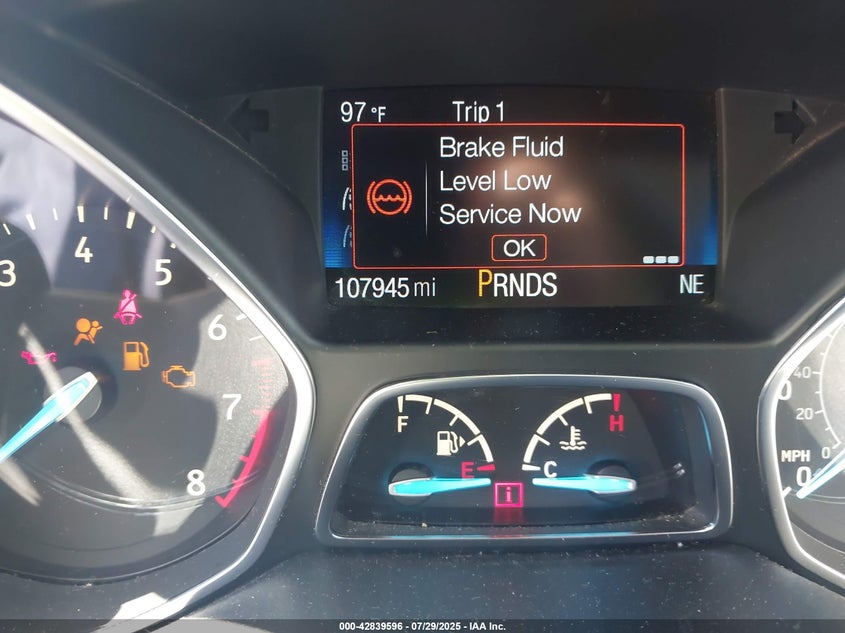 97 °F Trip 1
Brake Fluid
Level Low
Service Now
OK
107945 mi PRNDS NE
3 4 5 6 7 8
F E
C H
i
40
20
0
MPH 0
000-42839596 - 07/29/2025 - IAA Inc.